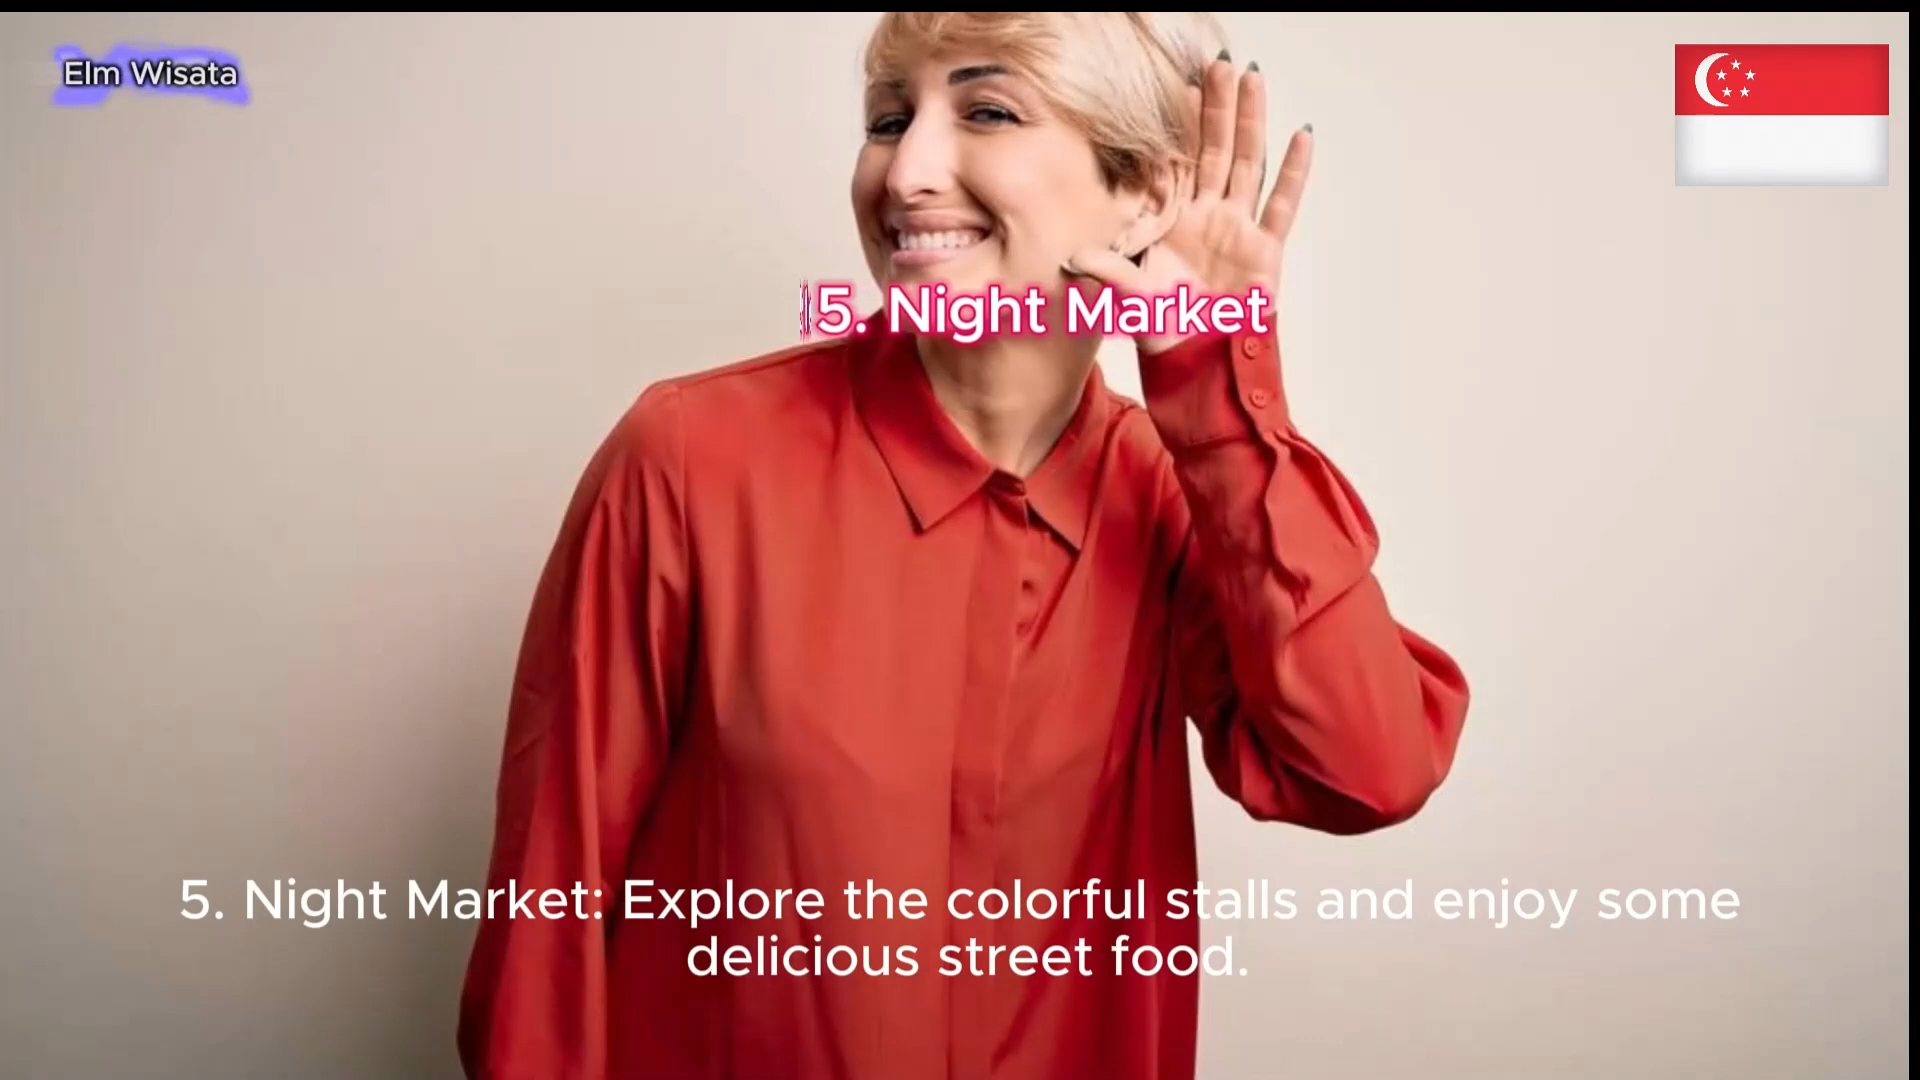 Elm Wisata
5. Night Market
5. Night Market: Explore the colorful stalls and enjoy some
delicious street food.